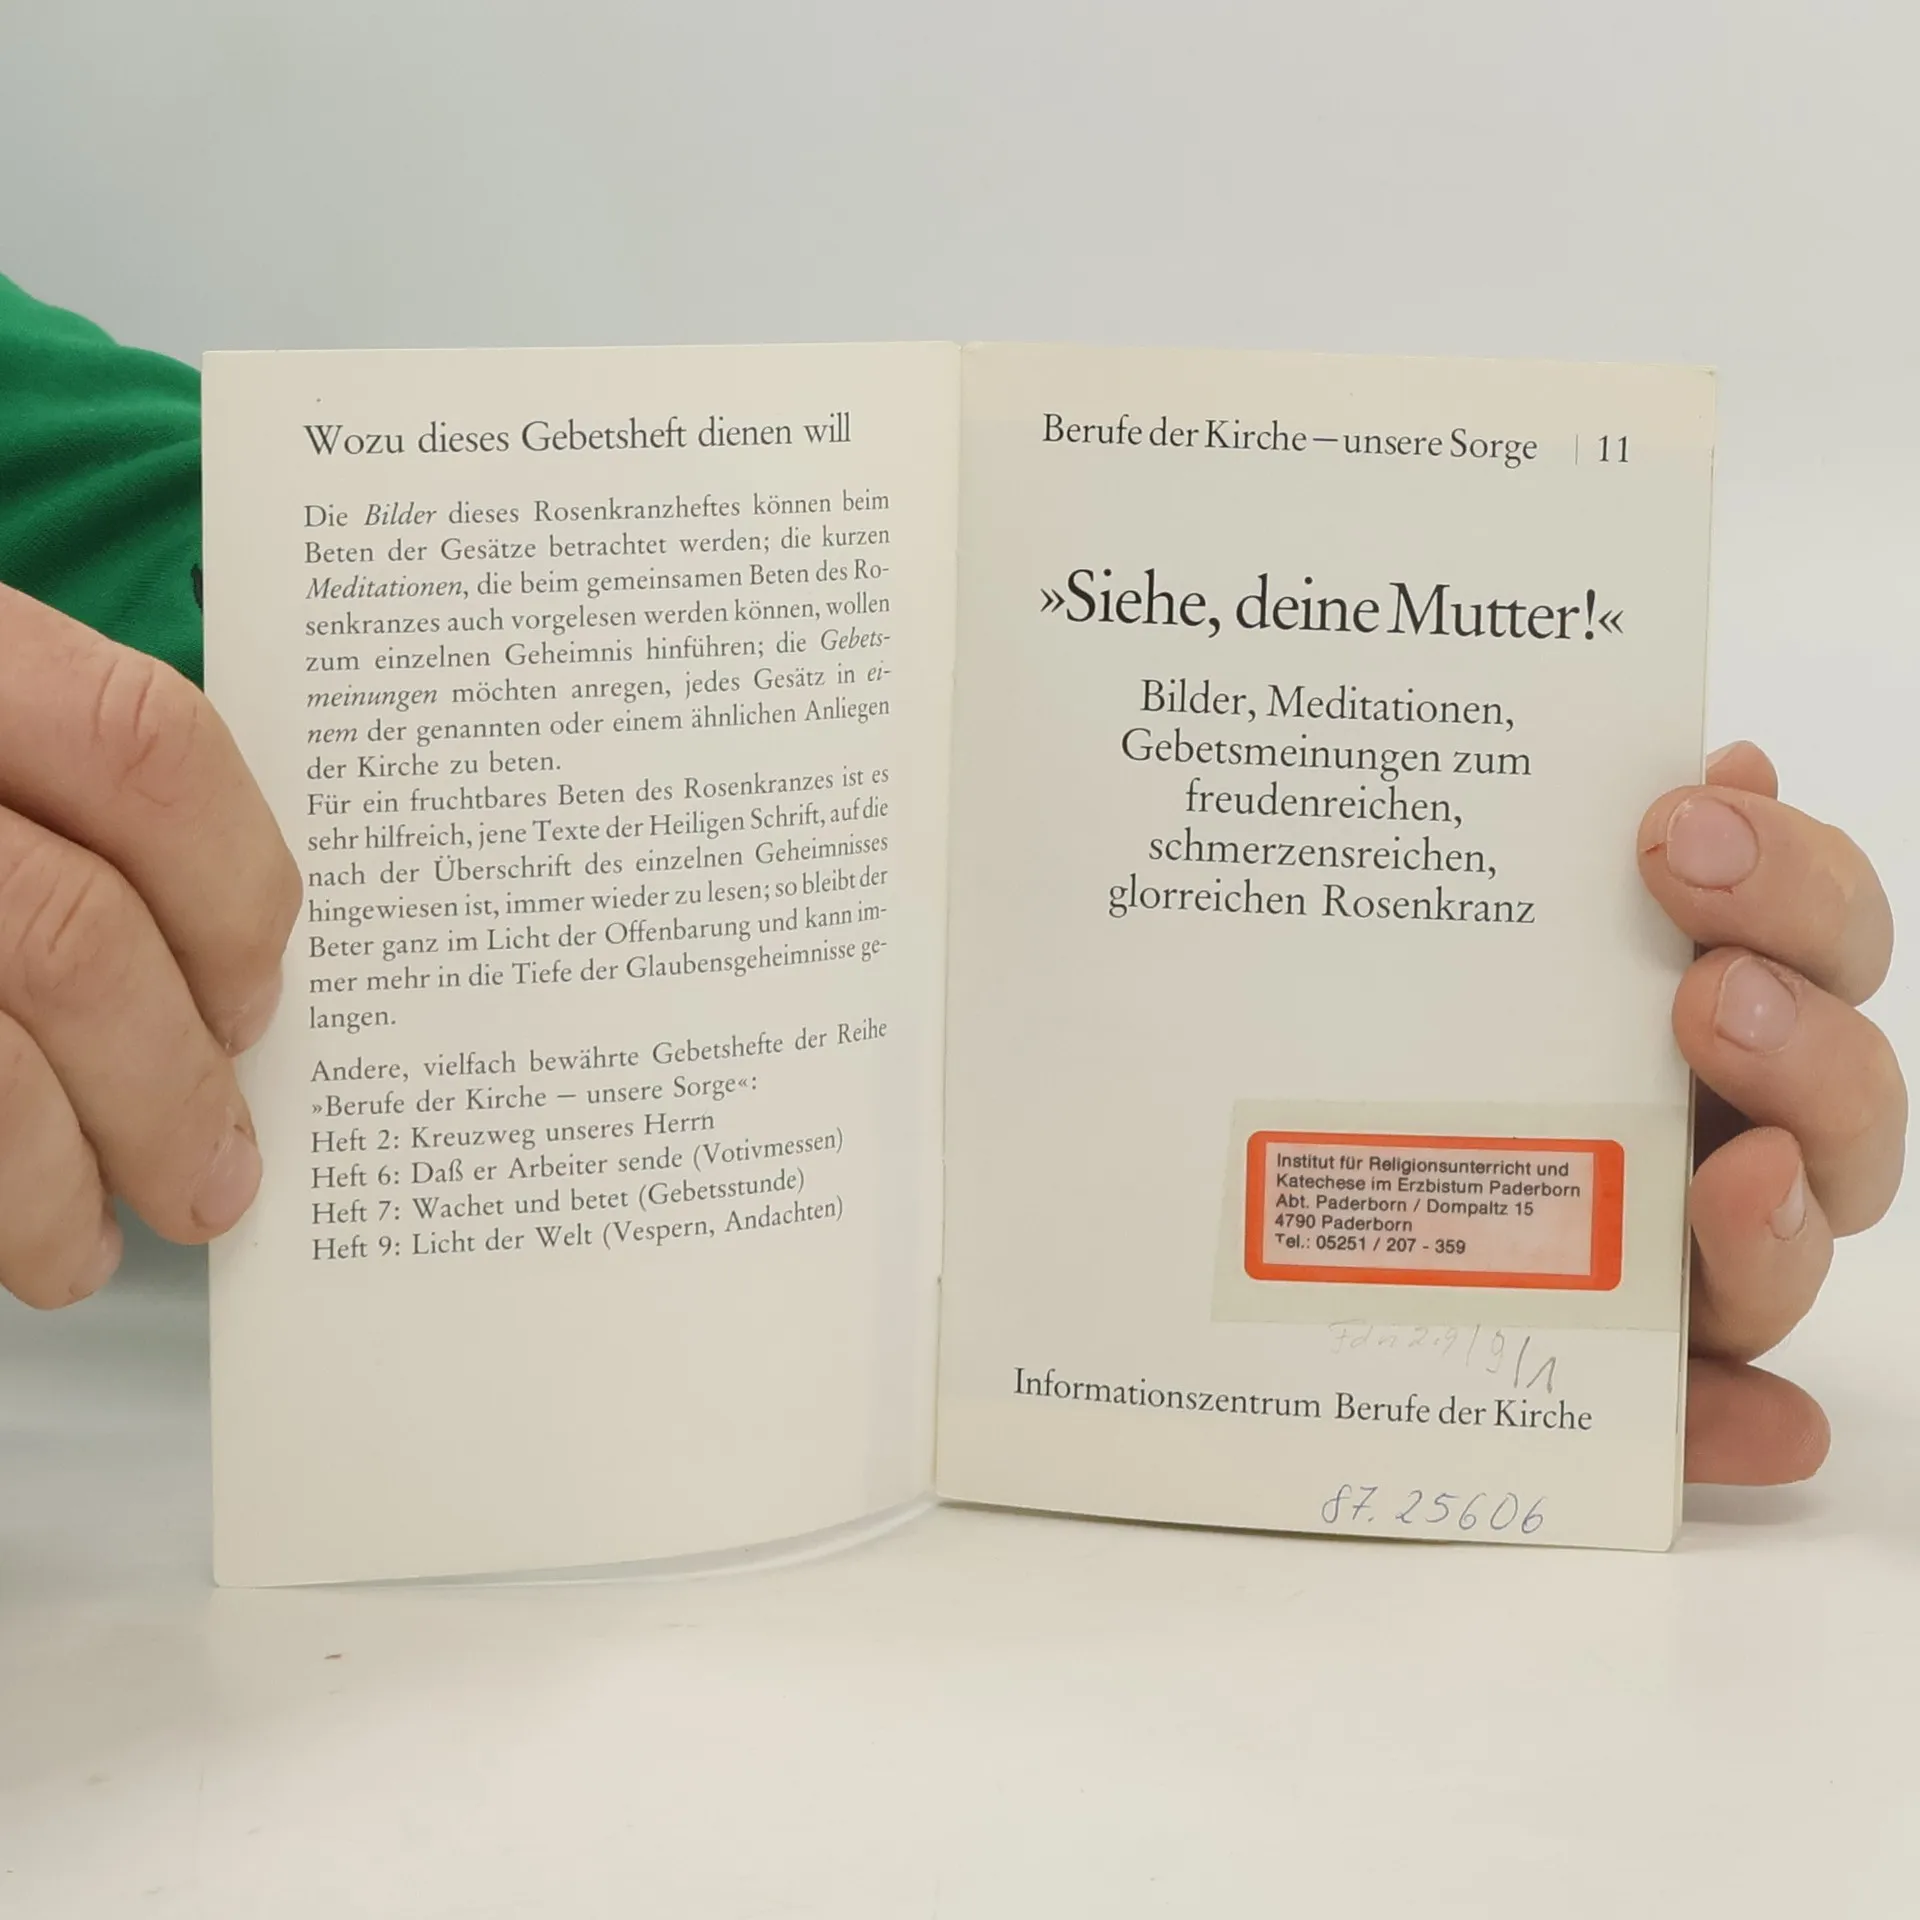 Wozu dieses Gebetsheft dienen will
Die Bilder dieses Rosenkranzheftes können beim
Beten der Gesätze betrachtet werden; die kurzen
Meditationen, die beim gemeinsamen Beten des Ro-
senkranzes auch vorgelesen werden können, wollen
zum einzelnen Geheimnis hinführen; die Gebets-
meinungen möchten anregen, jedes Gesätz in ei-
nem der genannten oder einem ähnlichen Anliegen
der Kirche zu beten.
Für ein fruchtbares Beten des Rosenkranzes ist es
sehr hilfreich, jene Texte der Heiligen Schrift, auf die
nach der Überschrift des einzelnen Geheimnisses
hingewiesen ist, immer wieder zu lesen; so bleibt der
Beter ganz im Licht der Offenbarung und kann im-
mer mehr in die Tiefe der Glaubensgeheimnisse ge-
langen.
Andere, vielfach bewährte Gebetshefte der Reihe
»Berufe der Kirche – unsere Sorge«:
Heft 2: Kreuzweg unseres Herrn
Heft 6: Daß er Arbeiter sende (Votivmessen)
Heft 7: Wachet und betet (Gebetsstunde)
Heft 9: Licht der Welt (Vespern, Andachten)
Berufe der Kirche – unsere Sorge | 11
»Siehe, deine Mutter!«
Bilder, Meditationen,
Gebetsmeinungen zum
freudenreichen,
schmerzensreichen,
glorreichen Rosenkranz
Institut für Religionsunterricht und
Katechese im Erzbistum Paderborn
Abt. Paderborn / Dompaltz 15
4790 Paderborn
Tel.: 05251 / 207 - 359
2.9/9/1
Informationszentrum Berufe der Kirche
87. 25606